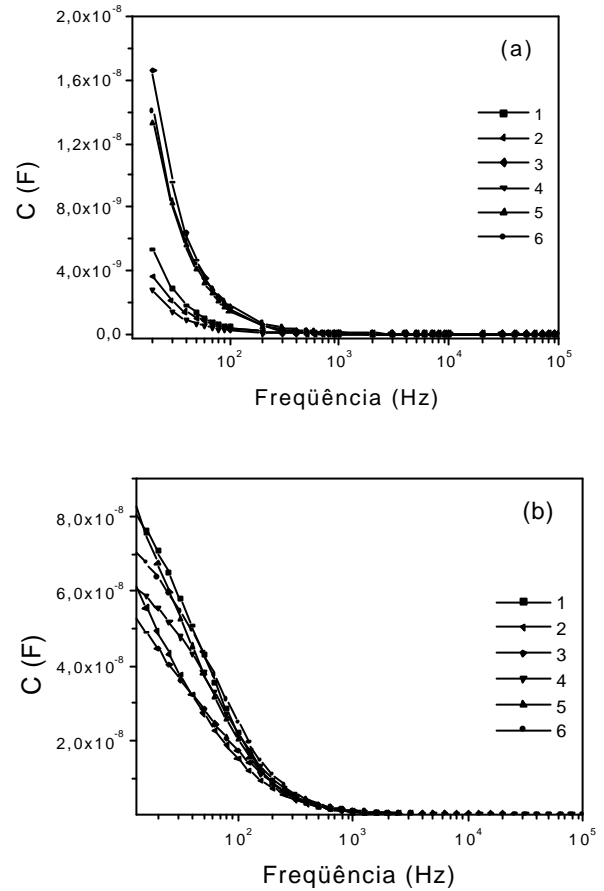 2,0x10⁻⁸
(a)
1,6x10⁻⁸
1
2
1,2x10⁻⁸
3
4
8,0x10⁻⁹
5
6
C (F)
4,0x10⁻⁹
0,0
10²
10³
10⁴
10⁵
Freqüência (Hz)
(b)
8,0x10⁻⁸
6,0x10⁻⁸
1
2
3
4
5
6
C (F)
4,0x10⁻⁸
2,0x10⁻⁸
10²
10³
10⁴
10⁵
Freqüência (Hz)